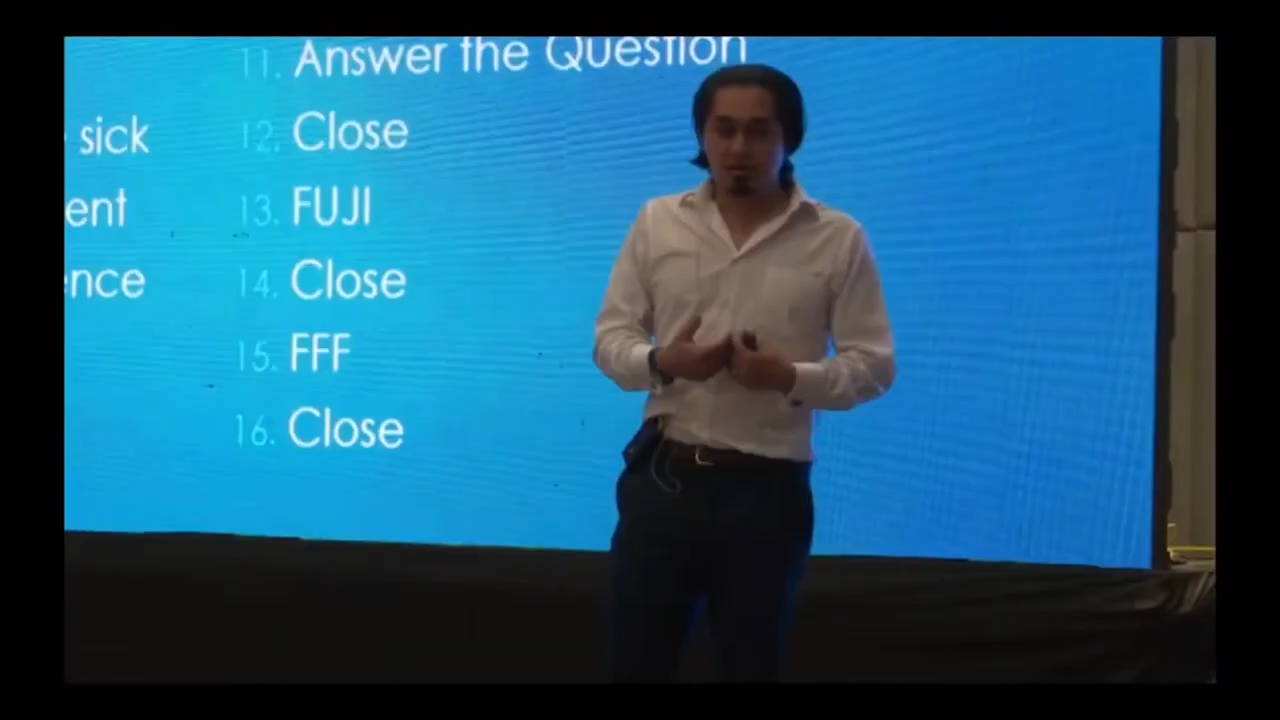 sick
ent
ence
11. Answer the Question
12. Close
13. FUJI
14. Close
15. FFF
16. Close